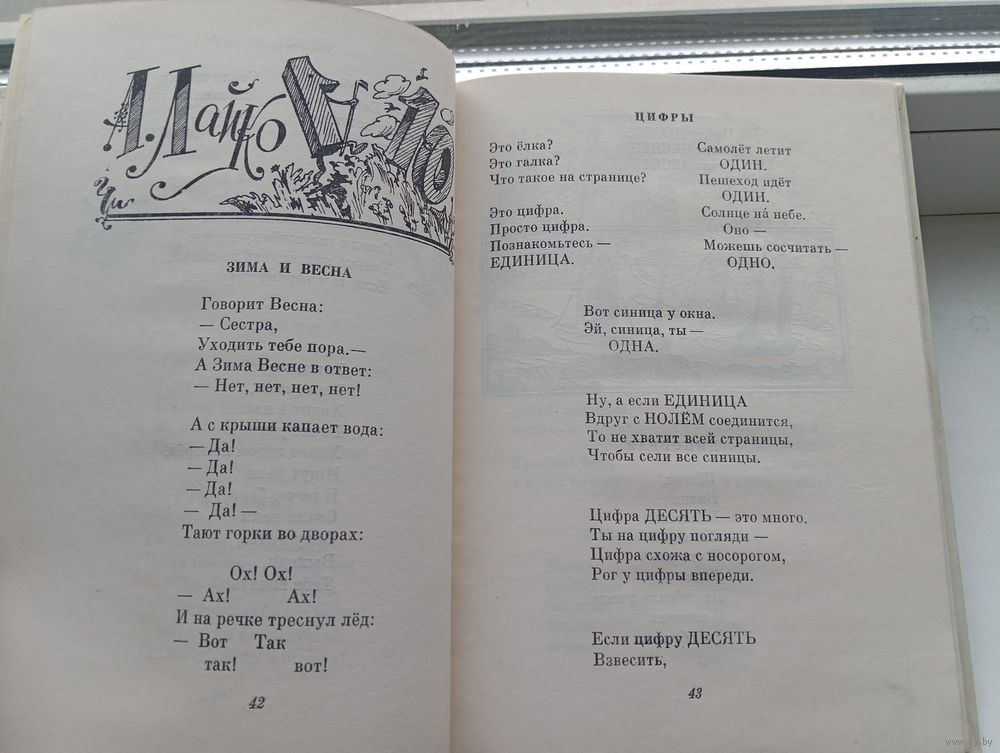 А. Лайко
ЗИМА И ВЕСНА
Говорит Весна:
— Сестра,
Уходить тебе пора.—
А Зима Весне в ответ:
— Нет, нет, нет, нет!
А с крыши капает вода:
— Да!
— Да!
— Да!
— Да! —
Тают горки во дворах:
Ох! Ох!
— Ах! Ах!
И на речке треснул лёд:
— Вот Так
так! вот!
42
ЦИФРЫ
Это ёлка?
Это галка?
Что такое на странице?
Это цифра.
Просто цифра.
Познакомьтесь —
ЕДИНИЦА.
Самолёт летит
ОДИН.
Пешеход идёт
ОДИН.
Солнце на́ небе.
Оно —
Можешь сосчитать —
ОДНО.
Вот синица у окна.
Эй, синица, ты —
ОДНА.
Ну, а если ЕДИНИЦА
Вдруг с НОЛЁМ соединится,
То не хватит всей страницы,
Чтобы сели все синицы.
Цифра ДЕСЯТЬ — это много.
Ты на цифру погляди —
Цифра схожа с носорогом,
Рог у цифры впереди.
Если цифру ДЕСЯТЬ
Взвесить,
43
www.ay.by